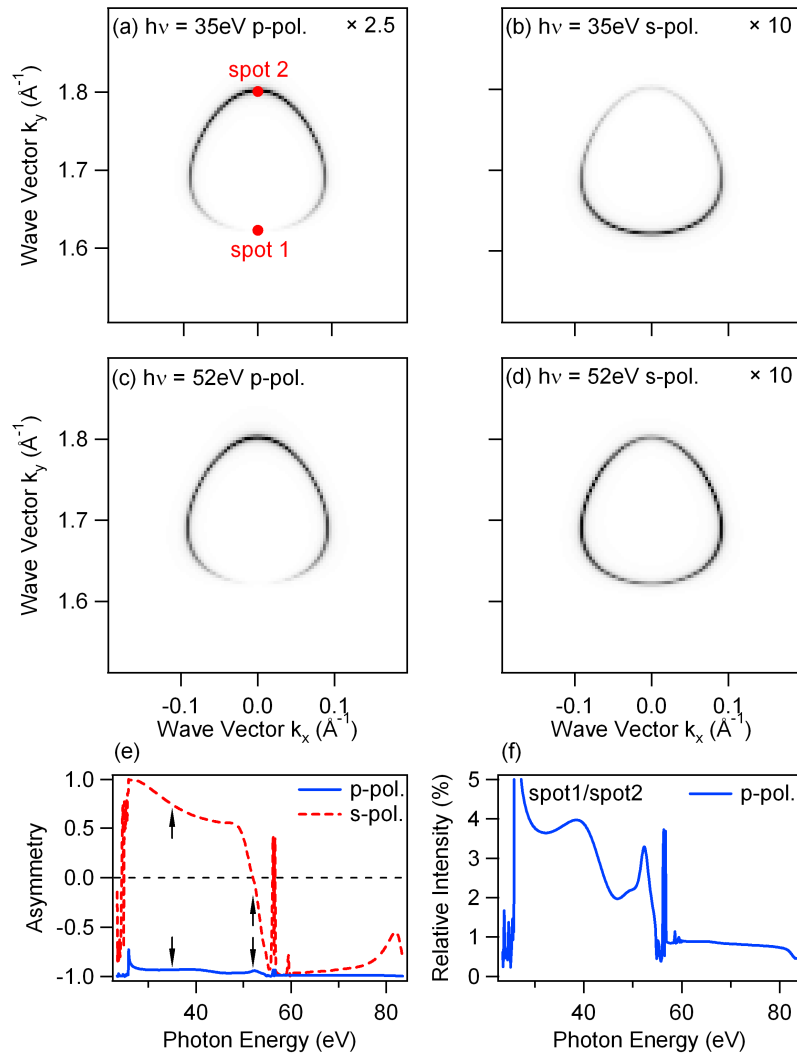 (a) hν = 35eV p-pol. × 2.5
(b) hν = 35eV s-pol. × 10
spot 2
spot 1
Wave Vector k_y (Å⁻¹)
1.8
1.7
1.6
(c) hν = 52eV p-pol.
(d) hν = 52eV s-pol. × 10
Wave Vector k_y (Å⁻¹)
1.8
1.7
1.6
-0.1 0.0 0.1
-0.1 0.0 0.1
Wave Vector k_x (Å⁻¹)
Wave Vector k_x (Å⁻¹)
(e)
p-pol.
s-pol.
Asymmetry
1.0
0.5
0.0
-0.5
-1.0
40 60 80
Photon Energy (eV)
(f)
spot1/spot2
p-pol.
Relative Intensity (%)
5
4
3
2
1
0
40 60 80
Photon Energy (eV)